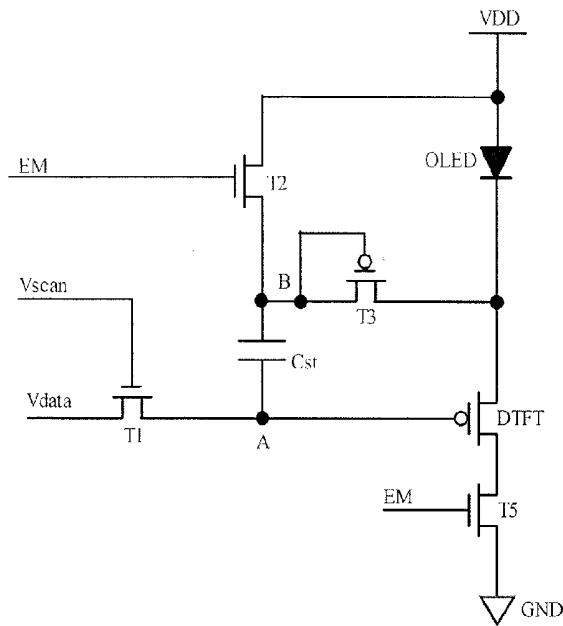 VDD
OLED
EM
T2
B
Vscan
T3
Cst
Vdata
T1
A
DTFT
EM
T5
GND